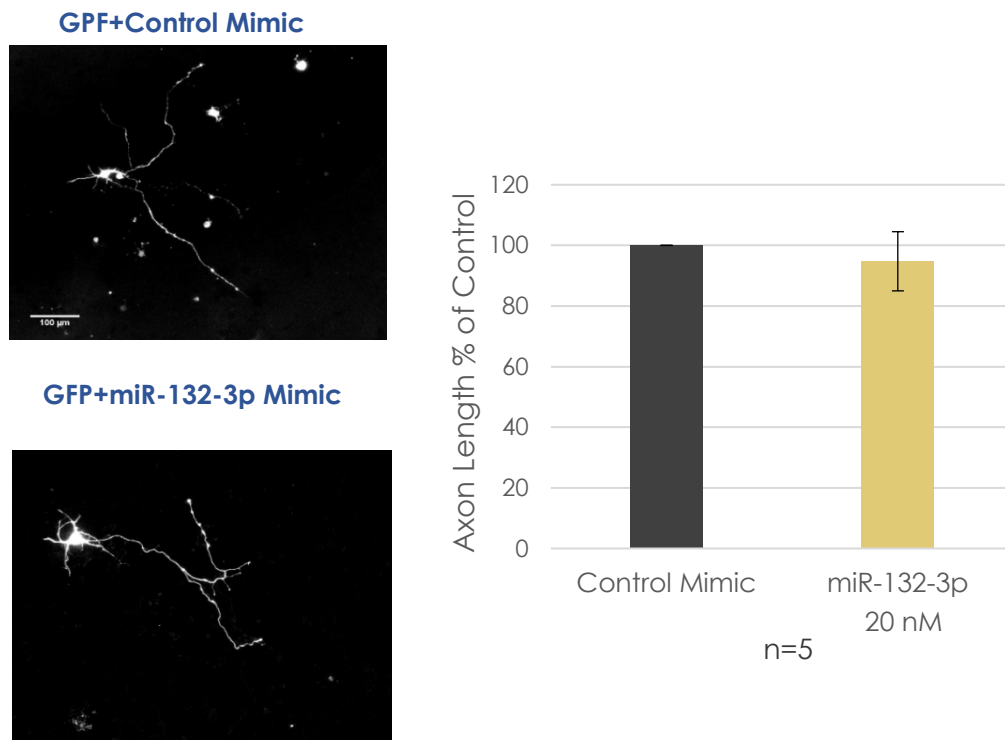 GPF+Control Mimic
100 µm
GFP+miR-132-3p Mimic
Axon Length % of Control
120
100
80
60
40
20
0
Control Mimic
miR-132-3p
20 nM
n=5